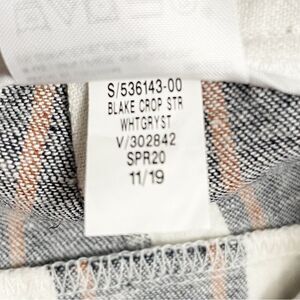 S/536143-00
BLAKE CROP STR
WHTGRYST
V/302842
SPR20
11/19